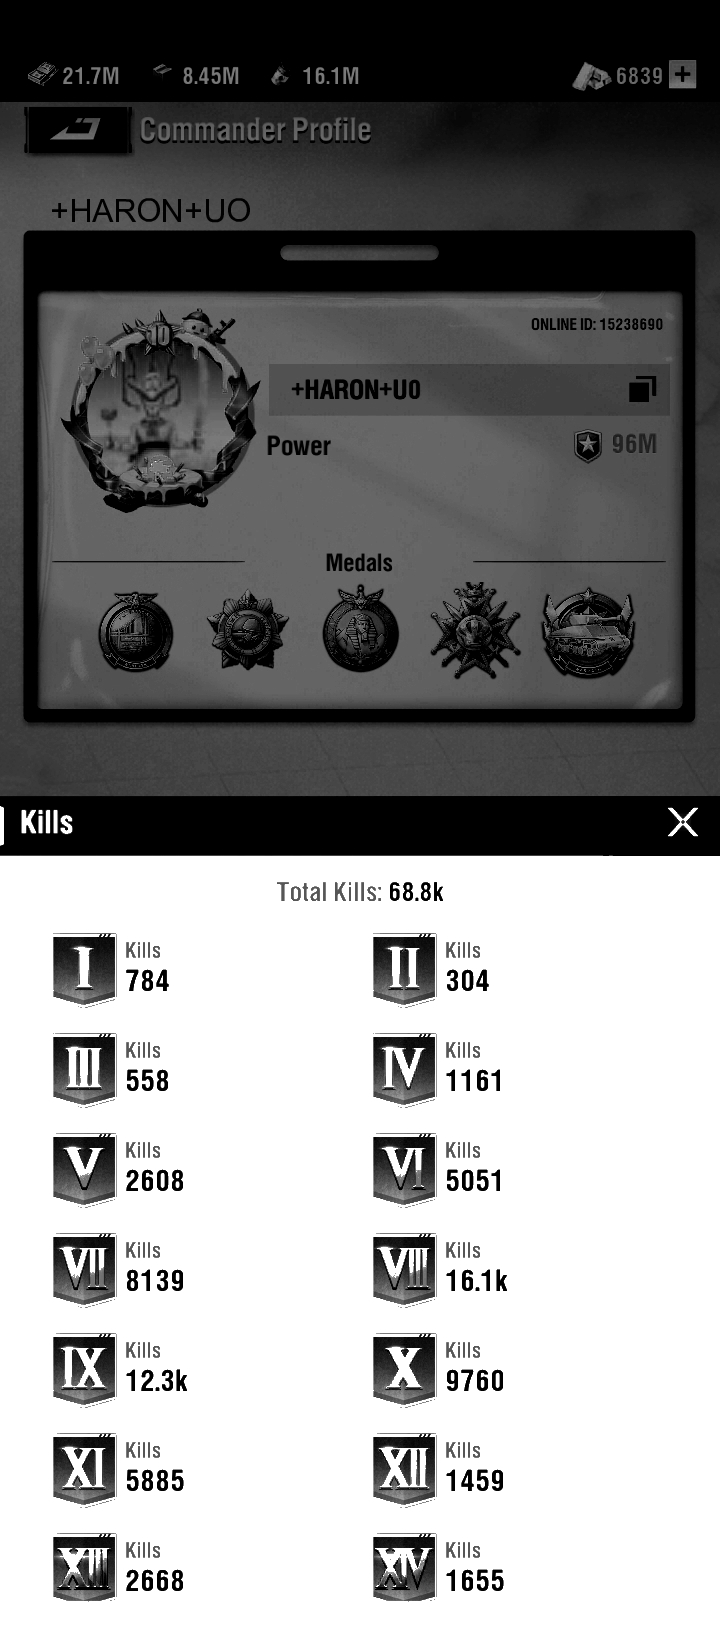 21.7M 8.45M 16.1M 6839 +
Commander Profile
+HARON+UO
10
ONLINE ID: 15238690
+HARON+U0
Power 96M
Medals
Kills
Total Kills: 68.8k
I Kills 784
II Kills 304
III Kills 558
IV Kills 1161
V Kills 2608
VI Kills 5051
VII Kills 8139
VIII Kills 16.1k
IX Kills 12.3k
X Kills 9760
XI Kills 5885
XII Kills 1459
XIII Kills 2668
XIV Kills 1655